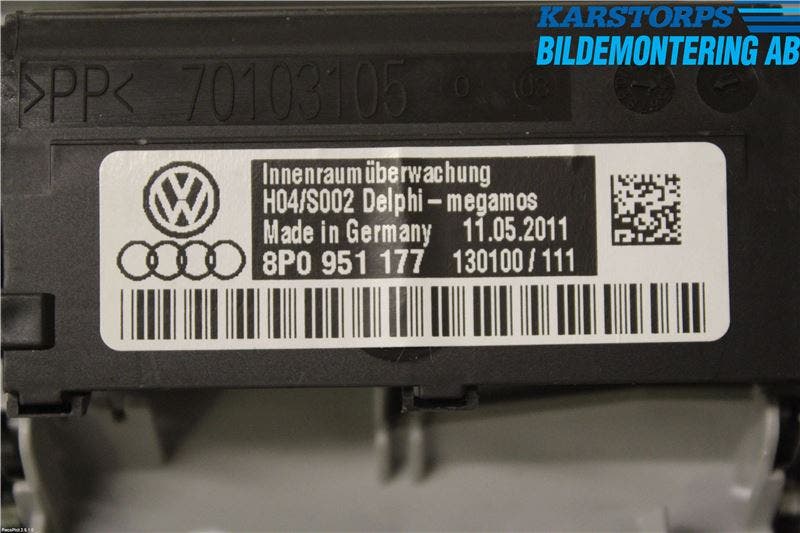 KARSTORPS
BILDEMONTERING AB
>PP< 70103105
Innenraumüberwachung
H04/S002 Delphi-megamos
Made in Germany 11.05.2011
8P0 951 177 130100/111